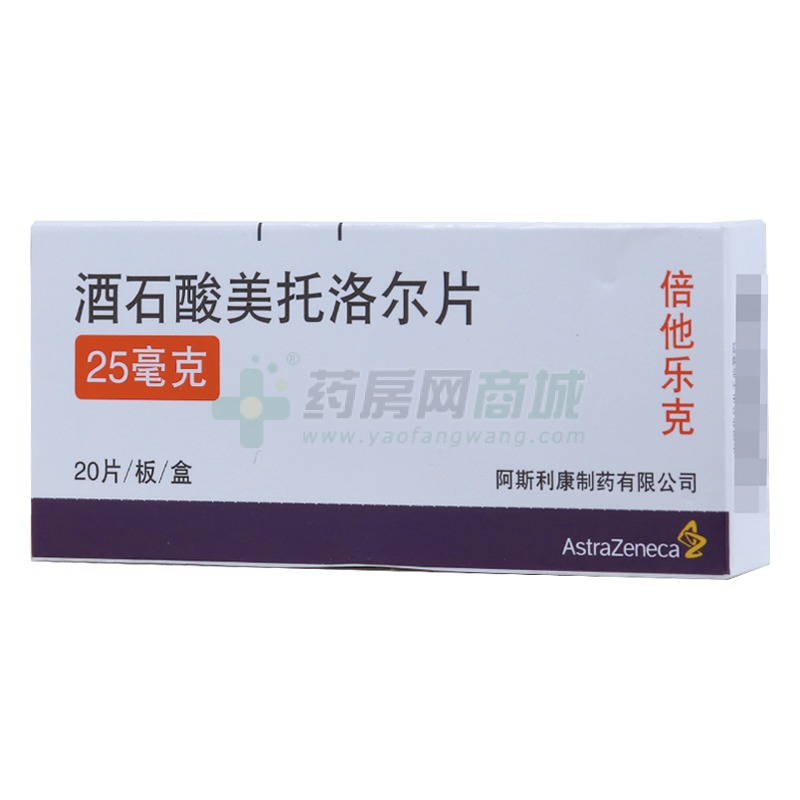 酒石酸美托洛尔片
25毫克
20片/板/盒
倍他乐克
阿斯利康制药有限公司
AstraZeneca
®
药房网商城
www.yaofangwang.com